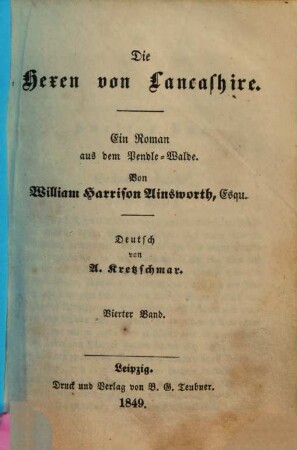 Die
Hexen von Lancashire.
Ein Roman
aus dem Pendle-Walde.
Von
William Harrison Ainsworth, Esqu.
Deutsch
von
A. Kretzschmar.
Vierter Band.
Leipzig.
Druck und Verlag von B. G. Teubner.
1849.